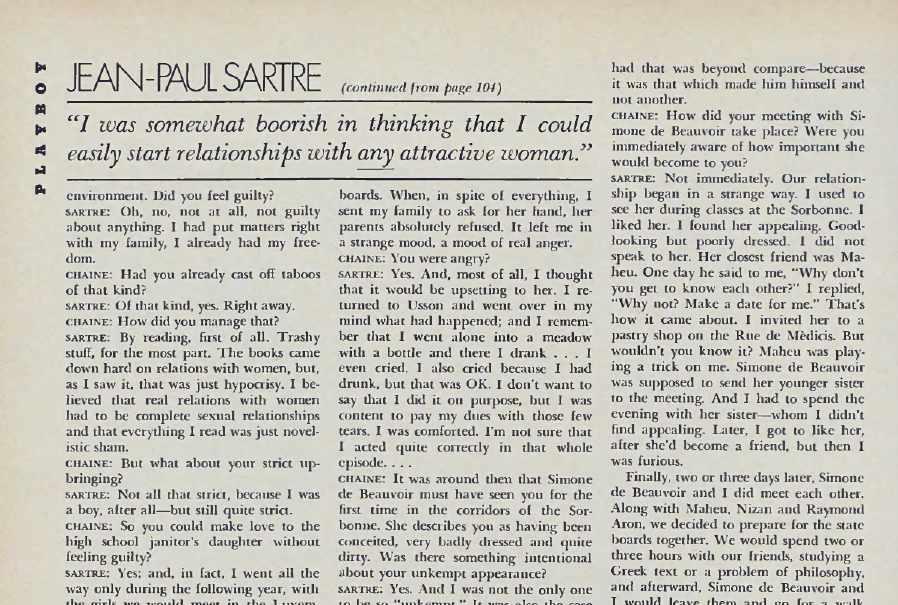 PLAYBOY
JEAN-PAUL SARTRE (continued from page 104)
“I was somewhat boorish in thinking that I could
easily start relationships with any attractive woman.”
environment. Did you feel guilty?
SARTRE: Oh, no, not at all, not guilty
about anything. I had put matters right
with my family, I already had my free-
dom.
CHAINE: Had you already cast off taboos
of that kind?
SARTRE: Of that kind, yes. Right away.
CHAINE: How did you manage that?
SARTRE: By reading, first of all. Trashy
stuff, for the most part. The books came
down hard on relations with women, but,
as I saw it, that was just hypocrisy. I be-
lieved that real relations with women
had to be complete sexual relationships
and that everything I read was just novel-
istic sham.
CHAINE: But what about your strict up-
bringing?
SARTRE: Not all that strict, because I was
a boy, after all—but still quite strict.
CHAINE: So you could make love to the
high school janitor's daughter without
feeling guilty?
SARTRE: Yes; and, in fact, I went all the
way only during the following year, with
the girls we would meet in the Luxem-
boards. When, in spite of everything, I
sent my family to ask for her hand, her
parents absolutely refused. It left me in
a strange mood, a mood of real anger.
CHAINE: You were angry?
SARTRE: Yes. And, most of all, I thought
that it would be upsetting to her. I re-
turned to Usson and went over in my
mind what had happened; and I remem-
ber that I went alone into a meadow
with a bottle and there I drank . . . I
even cried. I also cried because I had
drunk, but that was OK. I don't want to
say that I did it on purpose, but I was
content to pay my dues with those few
tears. I was comforted. I'm not sure that
I acted quite correctly in that whole
episode. . . .
CHAINE: It was around then that Simone
de Beauvoir must have seen you for the
first time in the corridors of the Sor-
bonne. She describes you as having been
conceited, very badly dressed and quite
dirty. Was there something intentional
about your unkempt appearance?
SARTRE: Yes. And I was not the only one
to be so "unkempt." It was also the case
had that was beyond compare—because
it was that which made him himself and
not another.
CHAINE: How did your meeting with Si-
mone de Beauvoir take place? Were you
immediately aware of how important she
would become to you?
SARTRE: Not immediately. Our relation-
ship began in a strange way. I used to
see her during classes at the Sorbonne. I
liked her. I found her appealing. Good-
looking but poorly dressed. I did not
speak to her. Her closest friend was Ma-
heu. One day he said to me, "Why don't
you get to know each other?" I replied,
"Why not? Make a date for me." That's
how it came about. I invited her to a
pastry shop on the Rue de Mèdicis. But
wouldn't you know it? Maheu was play-
ing a trick on me. Simone de Beauvoir
was supposed to send her younger sister
to the meeting. And I had to spend the
evening with her sister—whom I didn't
find appealing. Later, I got to like her,
after she'd become a friend, but then I
was furious.
Finally, two or three days later, Simone
de Beauvoir and I did meet each other.
Along with Maheu, Nizan and Raymond
Aron, we decided to prepare for the state
boards together. We would spend two or
three hours with our friends, studying a
Greek text or a problem of philosophy,
and afterward, Simone de Beauvoir and
I would leave them and go for a walk